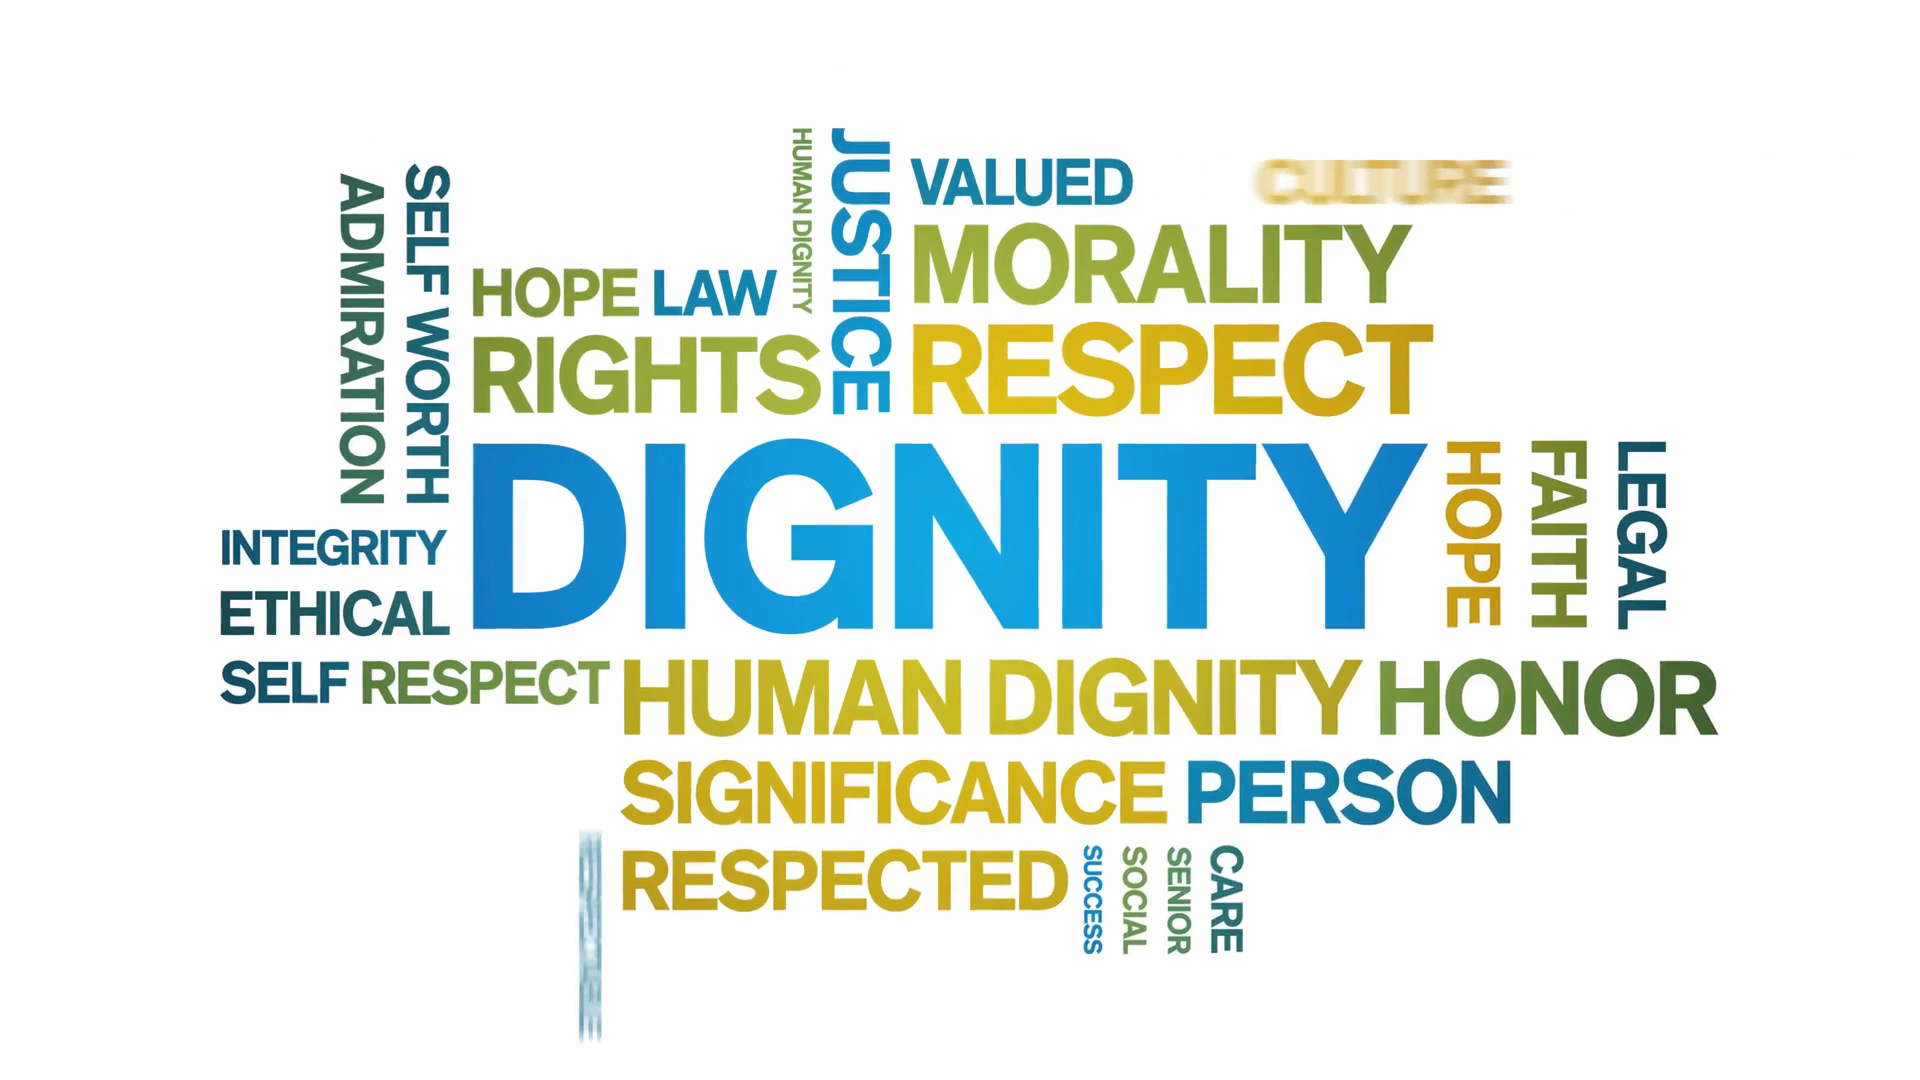 HUMAN DIGNITY
JUSTICE
VALUED
CULTURE
SELF WORTH
ADMIRATION
MORALITY
HOPE
LAW
RIGHTS
RESPECT
DIGNITY
HOPE
FAITH
LEGAL
INTEGRITY
ETHICAL
SELF RESPECT
HUMAN DIGNITY
HONOR
SIGNIFICANCE
PERSON
RESPECTED
SUCCESS
SOCIAL
SENIOR
CARE